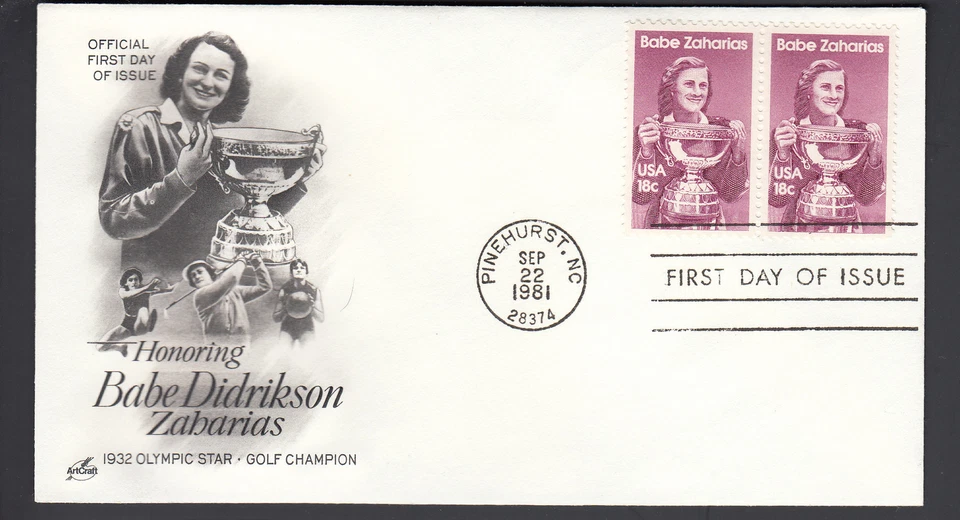 OFFICIAL
FIRST DAY
OF ISSUE
Honoring
Babe Didrikson
Zaharias
1932 OLYMPIC STAR · GOLF CHAMPION
ArtCraft
Babe Zaharias
USA
18c
Babe Zaharias
USA
18c
PINEHURST, NC
SEP
22
1981
28374
FIRST DAY OF ISSUE